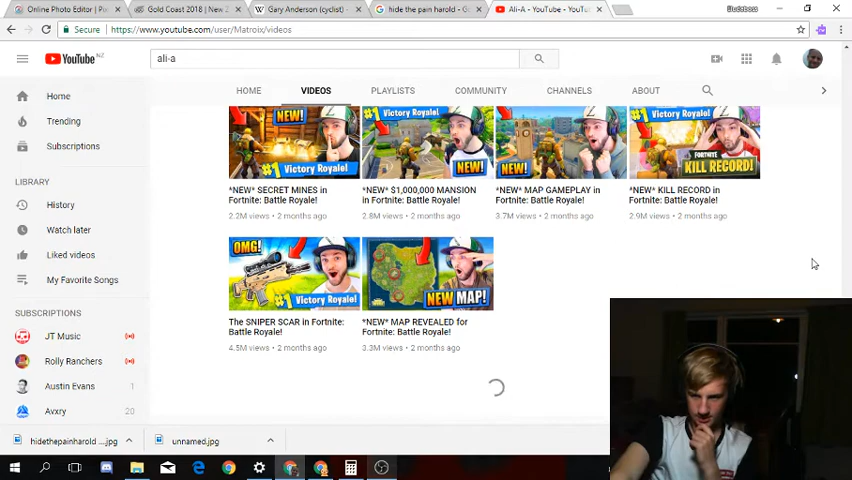 Online Photo Editor | Pix
Gold Coast 2018 | New Z
Gary Anderson (cyclist) -
hide the pain harold - G
Ali-A - YouTube - YouTu
Secure
https://www.youtube.com/user/Matroix/videos
YouTube NZ
ali-a
HOME
VIDEOS
PLAYLISTS
COMMUNITY
CHANNELS
ABOUT
Home
Trending
Subscriptions
LIBRARY
History
Watch later
Liked videos
My Favorite Songs
SUBSCRIPTIONS
JT Music
Rolly Ranchers
Austin Evans 1
Avxry 20
NEW!
#1 Victory Royale!
#1 Victory Royale!
NEW!
NEW!
#1 Victory Royale!
FORTNITE
KILL RECORD!
*NEW* SECRET MINES in
Fortnite: Battle Royale!
2.2M views • 2 months ago
*NEW* $1,000,000 MANSION
in Fortnite: Battle Royale!
2.8M views • 2 months ago
*NEW* MAP GAMEPLAY in
Fortnite: Battle Royale!
3.7M views • 2 months ago
*NEW* KILL RECORD in
Fortnite: Battle Royale!
2.9M views • 2 months ago
OMG!
#1 Victory Royale!
NEW MAP!
The SNIPER SCAR in Fortnite:
Battle Royale!
4.5M views • 2 months ago
*NEW* MAP REVEALED for
Fortnite: Battle Royale!
3.3M views • 2 months ago
hidethepainharold ....jpg
unnamed.jpg